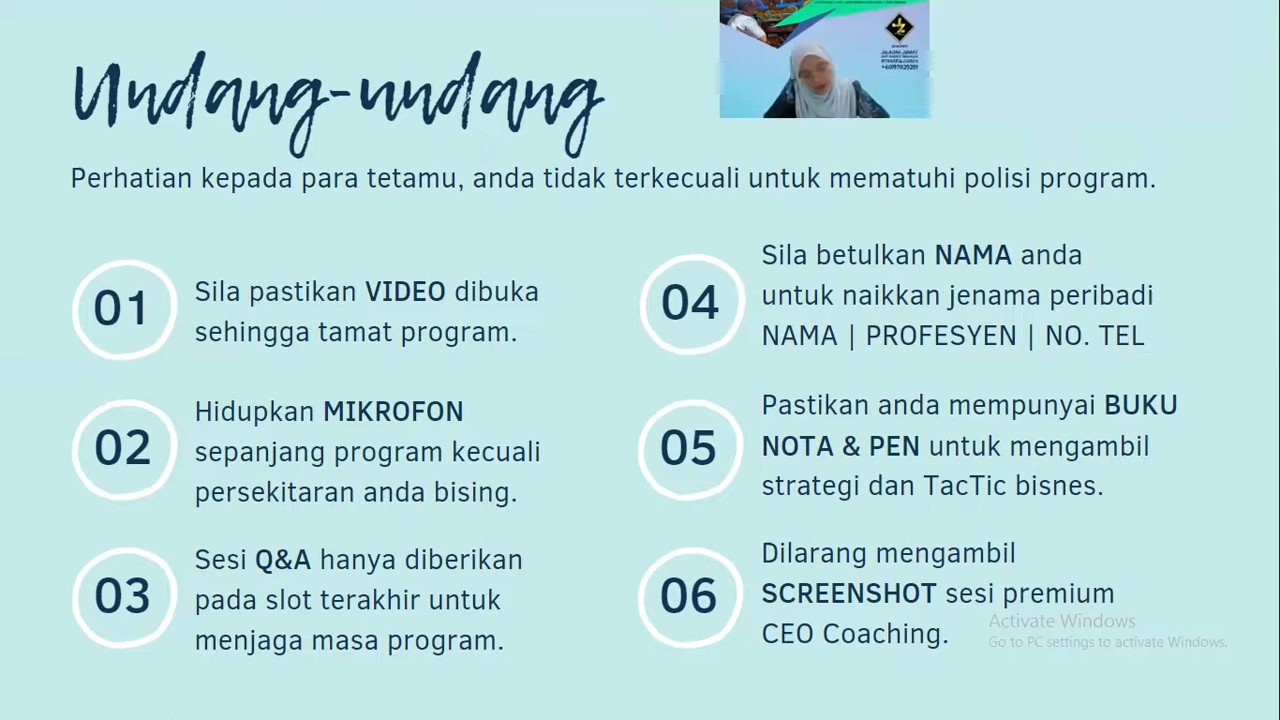 Undang-undang
Perhatian kepada para tetamu, anda tidak terkecuali untuk mematuhi polisi program.
01
Sila pastikan VIDEO dibuka
sehingga tamat program.
02
Hidupkan MIKROFON
sepanjang program kecuali
persekitaran anda bising.
03
Sesi Q&A hanya diberikan
pada slot terakhir untuk
menjaga masa program.
04
Sila betulkan NAMA anda
untuk naikkan jenama peribadi
NAMA | PROFESYEN | NO. TEL
05
Pastikan anda mempunyai BUKU
NOTA & PEN untuk mengambil
strategi dan TacTic bisnes.
06
Dilarang mengambil
SCREENSHOT sesi premium
CEO Coaching.
Activate Windows
Go to PC settings to activate Windows.